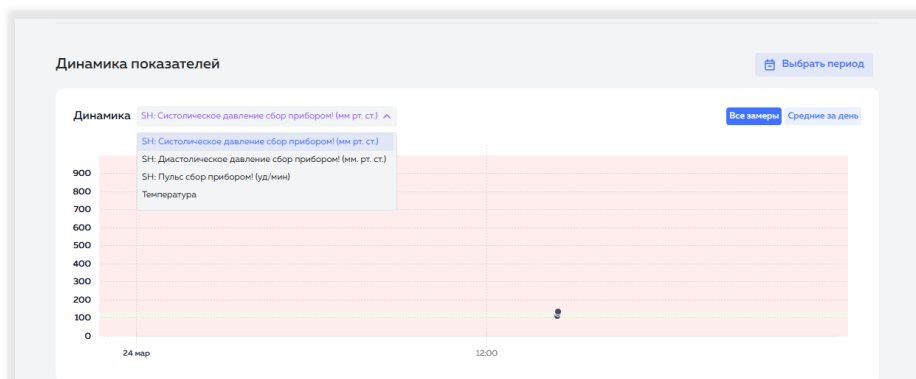 Динамика показателей
Выбрать период
Динамика SH: Систолическое давление сбор прибором! (мм рт. ст.)
Все замеры Средние за день
SH: Систолическое давление сбор прибором! (мм рт. ст.)
SH: Диастолическое давление сбор прибором! (мм. рт. ст.)
SH: Пульс сбор прибором! (уд/мин)
Температура
900
800
700
600
500
400
300
200
100
0
24 мар 12:00